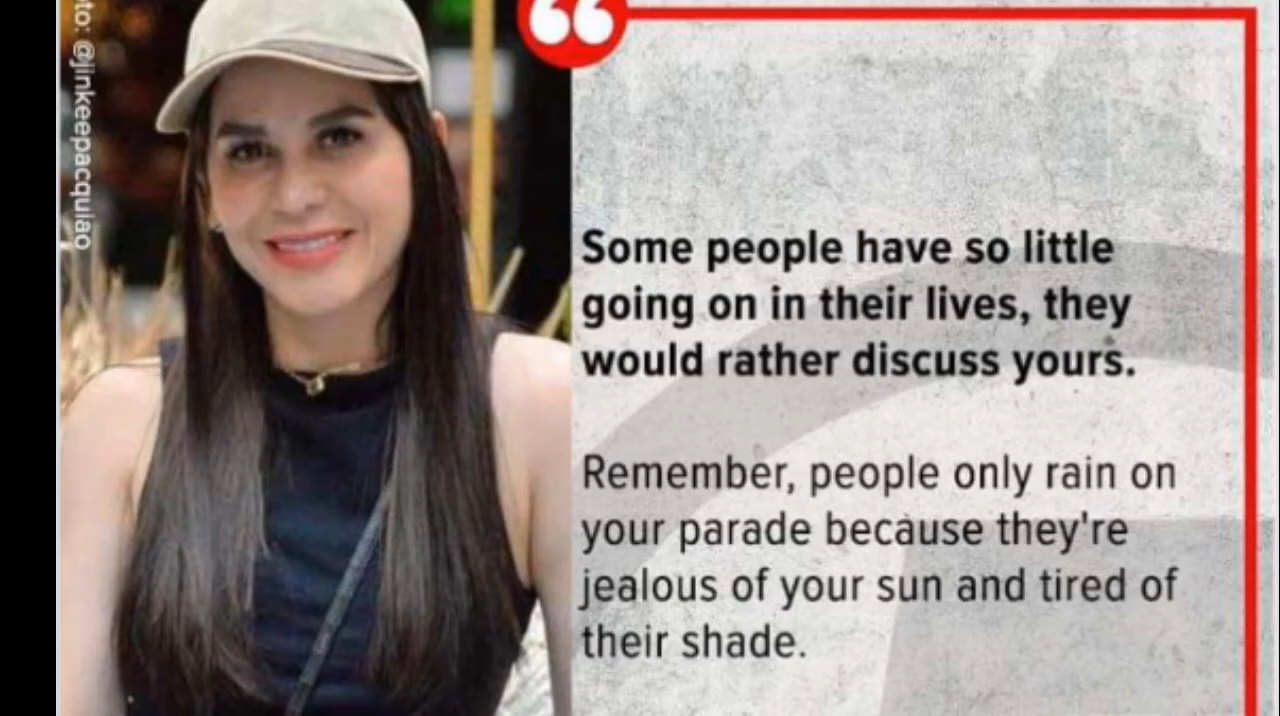 to: @jinkeepacquiao
Some people have so little
going on in their lives, they
would rather discuss yours.
Remember, people only rain on
your parade because they're
jealous of your sun and tired of
their shade.